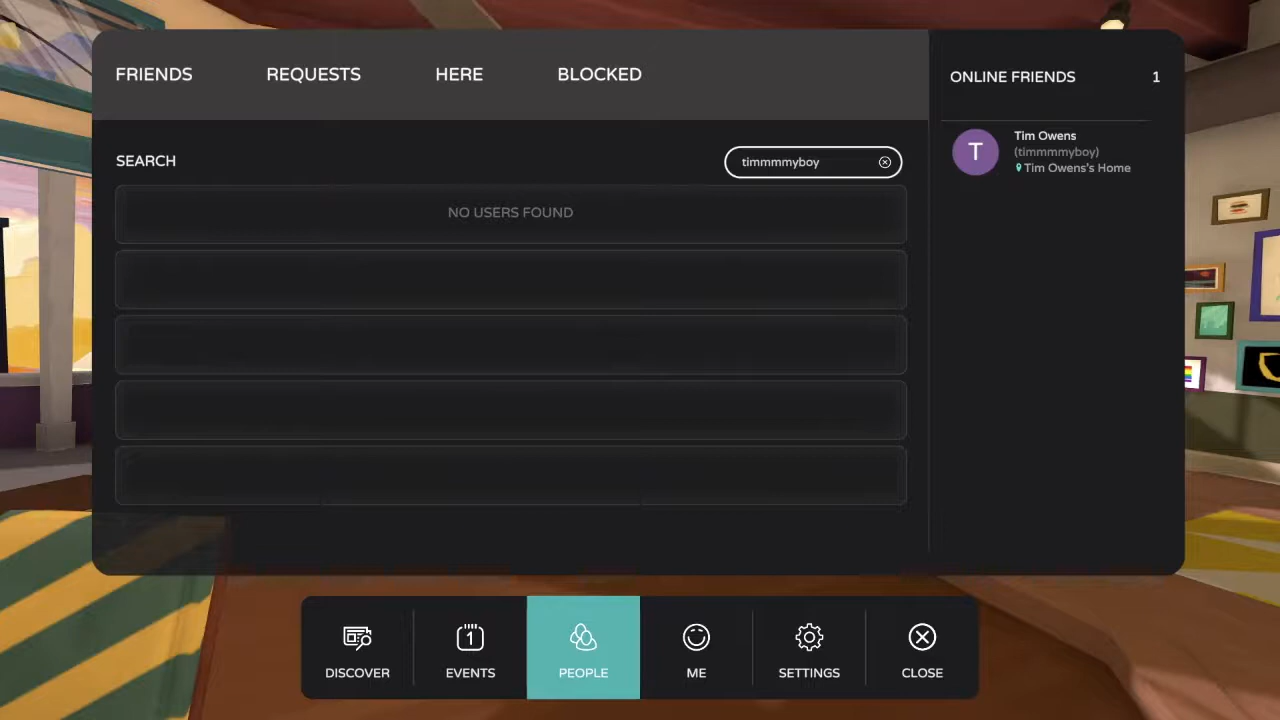 FRIENDS REQUESTS HERE BLOCKED
SEARCH
timmmmyboy
NO USERS FOUND
ONLINE FRIENDS 1
T
Tim Owens
(timmmmyboy)
Tim Owens's Home
1
DISCOVER EVENTS PEOPLE ME SETTINGS CLOSE